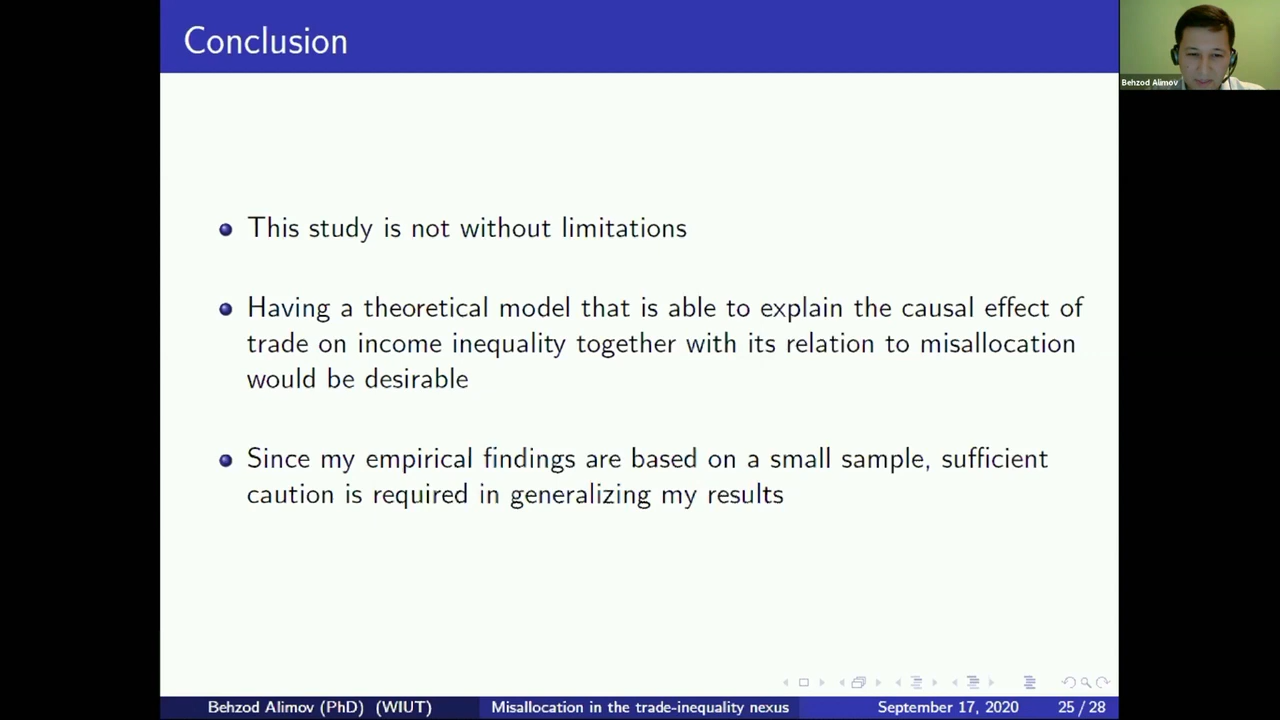 Conclusion
Behzod Alimov
This study is not without limitations
Having a theoretical model that is able to explain the causal effect of
trade on income inequality together with its relation to misallocation
would be desirable
Since my empirical findings are based on a small sample, sufficient
caution is required in generalizing my results
Behzod Alimov (PhD) (WIUT) Misallocation in the trade-inequality nexus September 17, 2020 25 / 28